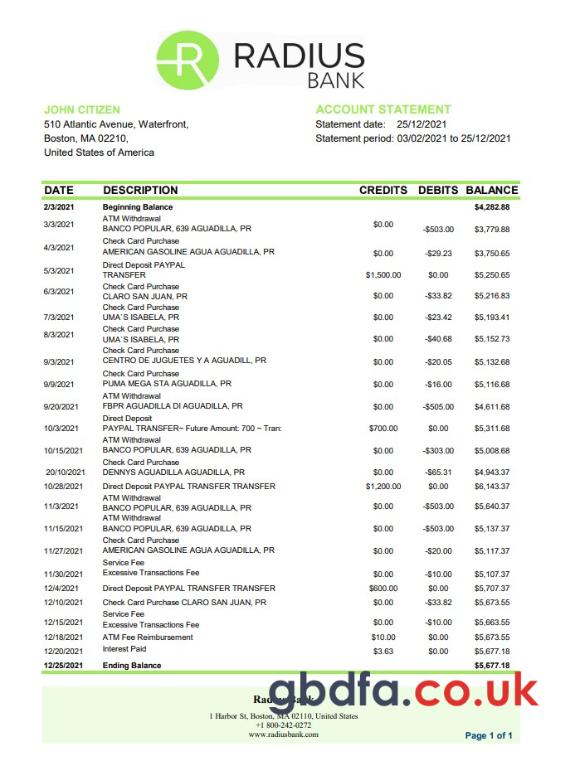 R RADIUS
BANK
JOHN CITIZEN
510 Atlantic Avenue, Waterfront,
Boston, MA 02210,
United States of America
ACCOUNT STATEMENT
Statement date: 25/12/2021
Statement period: 03/02/2021 to 25/12/2021
DATE DESCRIPTION CREDITS DEBITS BALANCE
2/3/2021 Beginning Balance $4,282.88
ATM Withdrawal
3/3/2021 BANCO POPULAR, 639 AGUADILLA, PR $0.00 -$503.00 $3,779.88
Check Card Purchase
4/3/2021 AMERICAN GASOLINE AGUA AGUADILLA, PR $0.00 -$29.23 $3,750.65
Direct Deposit PAYPAL
5/3/2021 TRANSFER $1,500.00 $0.00 $5,250.65
Check Card Purchase
6/3/2021 CLARO SAN JUAN, PR $0.00 -$33.82 $5,216.83
Check Card Purchase
7/3/2021 UMA'S ISABELA, PR $0.00 -$23.42 $5,193.41
Check Card Purchase
8/3/2021 UMA'S ISABELA, PR $0.00 -$40.68 $5,152.73
Check Card Purchase
9/3/2021 CENTRO DE JUGUETES Y A AGUADILL, PR $0.00 -$20.05 $5,132.68
Check Card Purchase
9/9/2021 PUMA MEGA STA AGUADILLA, PR $0.00 -$16.00 $5,116.68
ATM Withdrawal
9/20/2021 FBPR AGUADILLA DI AGUADILLA, PR $0.00 -$505.00 $4,611.68
Direct Deposit
10/3/2021 PAYPAL TRANSFER~ Future Amount: 700 ~ Tran: $700.00 $0.00 $5,311.68
ATM Withdrawal
10/15/2021 BANCO POPULAR, 639 AGUADILLA, PR $0.00 -$303.00 $5,008.68
Check Card Purchase
20/10/2021 DENNYS AGUADILLA AGUADILLA, PR $0.00 -$65.31 $4,943.37
10/28/2021 Direct Deposit PAYPAL TRANSFER TRANSFER $1,200.00 $0.00 $6,143.37
ATM Withdrawal
11/3/2021 BANCO POPULAR, 639 AGUADILLA, PR $0.00 -$503.00 $5,640.37
ATM Withdrawal
11/15/2021 BANCO POPULAR, 639 AGUADILLA, PR $0.00 -$503.00 $5,137.37
Check Card Purchase
11/27/2021 AMERICAN GASOLINE AGUA AGUADILLA, PR $0.00 -$20.00 $5,117.37
Service Fee
11/30/2021 Excessive Transactions Fee $0.00 -$10.00 $5,107.37
12/4/2021 Direct Deposit PAYPAL TRANSFER TRANSFER $600.00 $0.00 $5,707.37
12/10/2021 Check Card Purchase CLARO SAN JUAN, PR $0.00 -$33.82 $5,673.55
Service Fee
12/15/2021 Excessive Transactions Fee $0.00 -$10.00 $5,663.55
12/18/2021 ATM Fee Reimbursement $10.00 $0.00 $5,673.55
12/20/2021 Interest Paid $3.63 $0.00 $5,677.18
12/25/2021 Ending Balance $5,677.18
gbdfa.co.uk
1 Harbor St, Boston, MA 02110, United States
+1 800-242-0272
www.radiusbank.com
Page 1 of 1